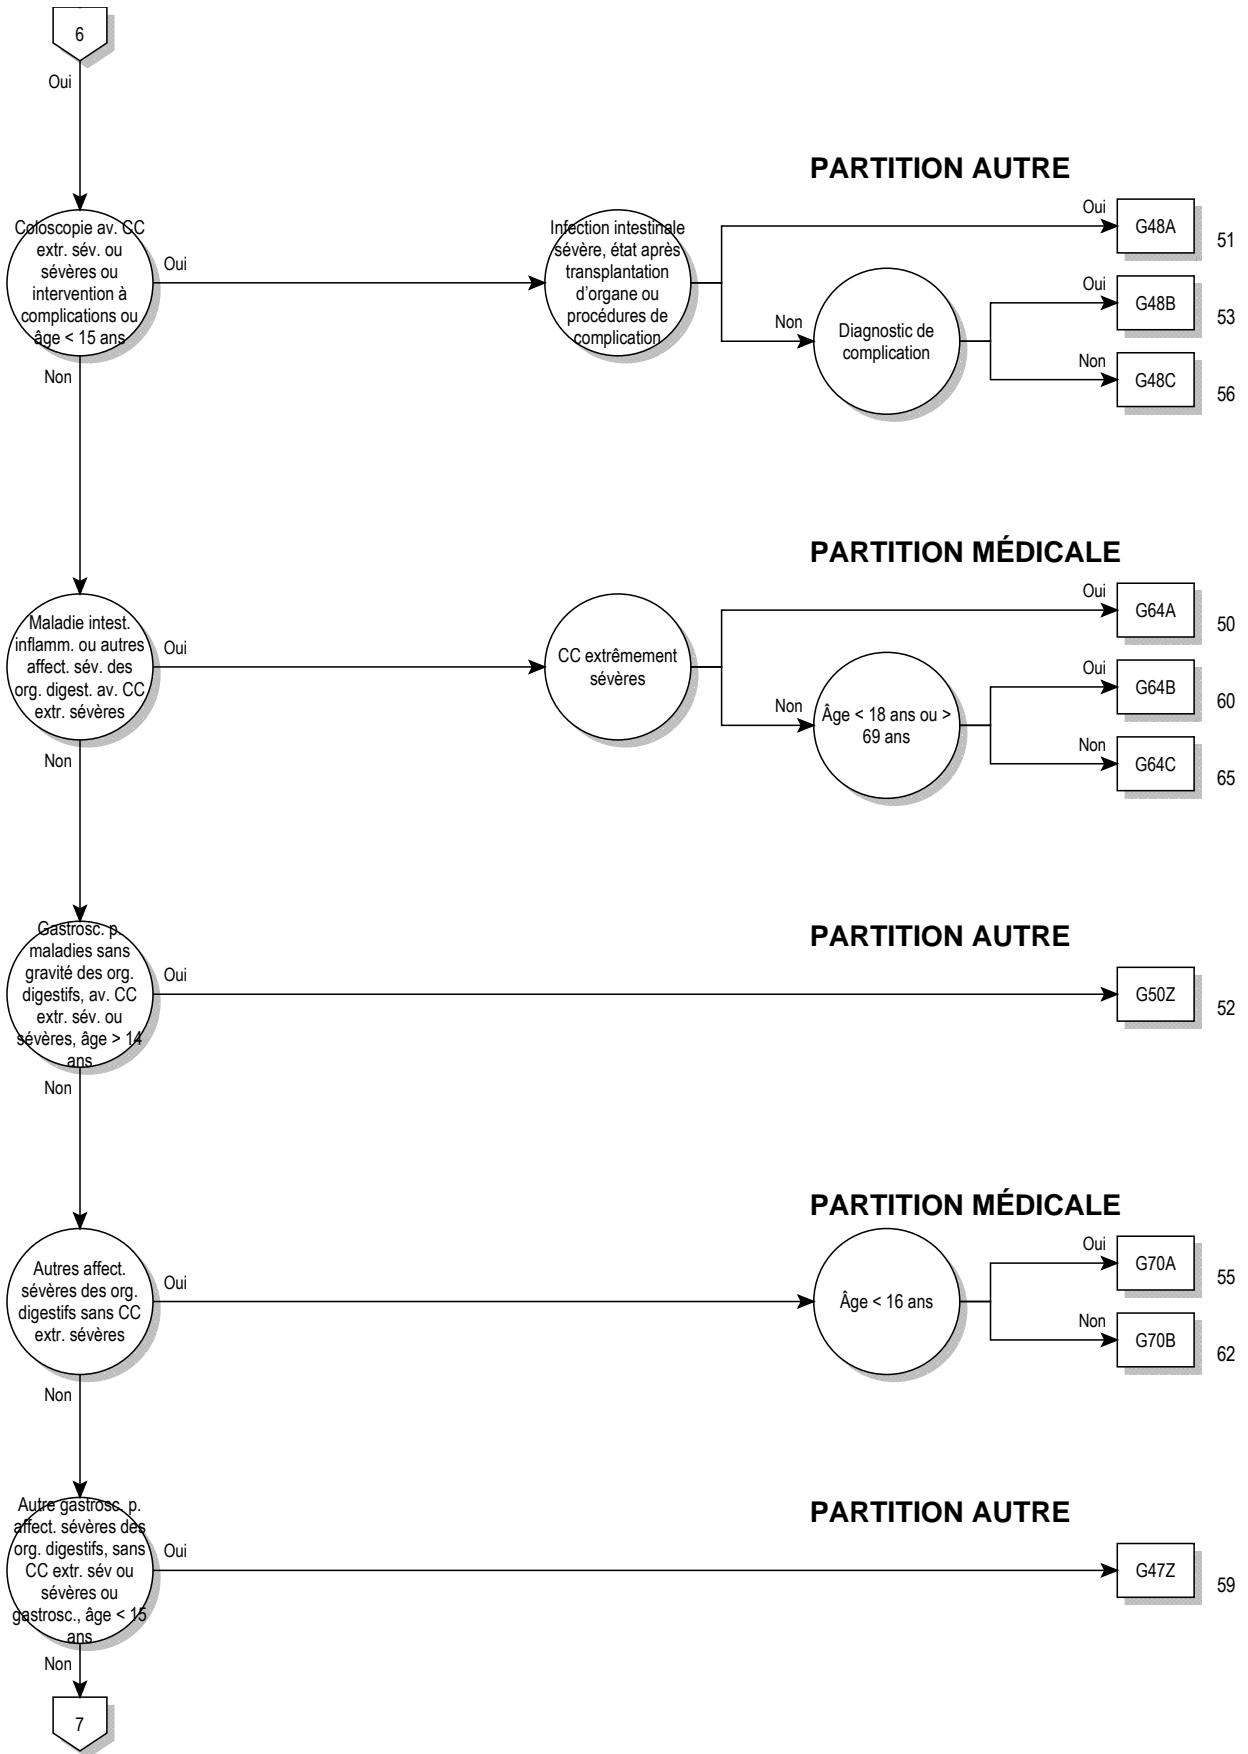 6
Oui
PARTITION AUTRE
Coloscopie av. CC
extr. sév. ou
sévères ou
intervention à
complications ou
âge < 15 ans
Oui
Infection intestinale
sévère, état après
transplantation
d'organe ou
procédures de
complication
Oui
G48A
51
Non
Diagnostic de
complication
Oui
G48B
53
Non
G48C
56
Non
PARTITION MÉDICALE
Maladie intest.
inflamm. ou autres
affect. sév. des
org. digest. av. CC
extr. sévères
Oui
CC extrêmement
sévères
Oui
G64A
50
Non
Âge < 18 ans ou >
69 ans
Oui
G64B
60
Non
G64C
65
Non
PARTITION AUTRE
Gastrosc. p.
maladies sans
gravité des org.
digestifs, av. CC
extr. sév. ou
sévères, âge > 14
ans
Oui
G50Z
52
Non
PARTITION MÉDICALE
Autres affect.
sévères des org.
digestifs sans CC
extr. sévères
Oui
Âge < 16 ans
Oui
G70A
55
Non
G70B
62
Non
PARTITION AUTRE
Autre gastrosc. p.
affect. sévères des
org. digestifs, sans
CC extr. sév ou
sévères ou
gastrosc., âge < 15
ans
Oui
G47Z
59
Non
7